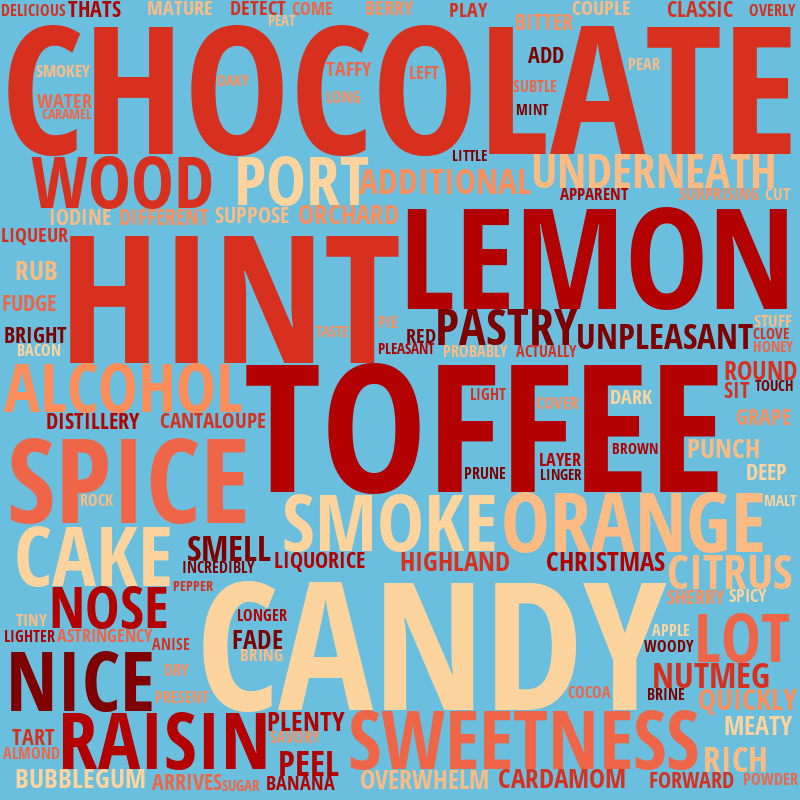 DELICIOUS THATS MATURE DETECT COME BERRY PLAY COUPLE CLASSIC OVERLY
PEAT BITTER
CHOCOLATE
ADD PEAR
SMOKEY OAKY TAFFY LEFT
WATER LONG SUBTLE
CARAMEL MINT
LITTLE
WOOD PORT ADDITIONAL UNDERNEATH
APPARENT SURPRISING CUT
IODINE DIFFERENT SUPPOSE ORCHARD
LIQUEUR HINT LEMON
RUB
FUDGE
BRIGHT TASTE PIE RED PASTRY UNPLEASANT STUFF
CLOVE
BACON PLEASANT PROBABLY ACTUALLY HONEY
ALCOHOL TOFFEE ROUND
LIGHT COVER DARK SIT TOUCH
DISTILLERY CANTALOUPE GRAPE
SPICE LAYER BROWN PUNCH
PRUNE LINGER DEEP
ROCK MALT
SMOKE ORANGE
CAKE SMELL LIQUORICE HIGHLAND CHRISTMAS CITRUS
INCREDIBLY
PEPPER
NOSE CANDY SHERRY SPICY
TINY LONGER
LIGHTER ASTRINGENCY ANISE FADE APPLE LOT
BRING WOODY
NICE DRY NUTMEG
PRESENT COCOA BRINE QUICKLY
RAISIN PLENTY SWEETNESS MEATY
TART SAVORY
ALMOND PEEL RICH
BUBBLEGUM ARRIVES SUGAR BANANA OVERWHELM CARDAMOM FORWARD POWDER